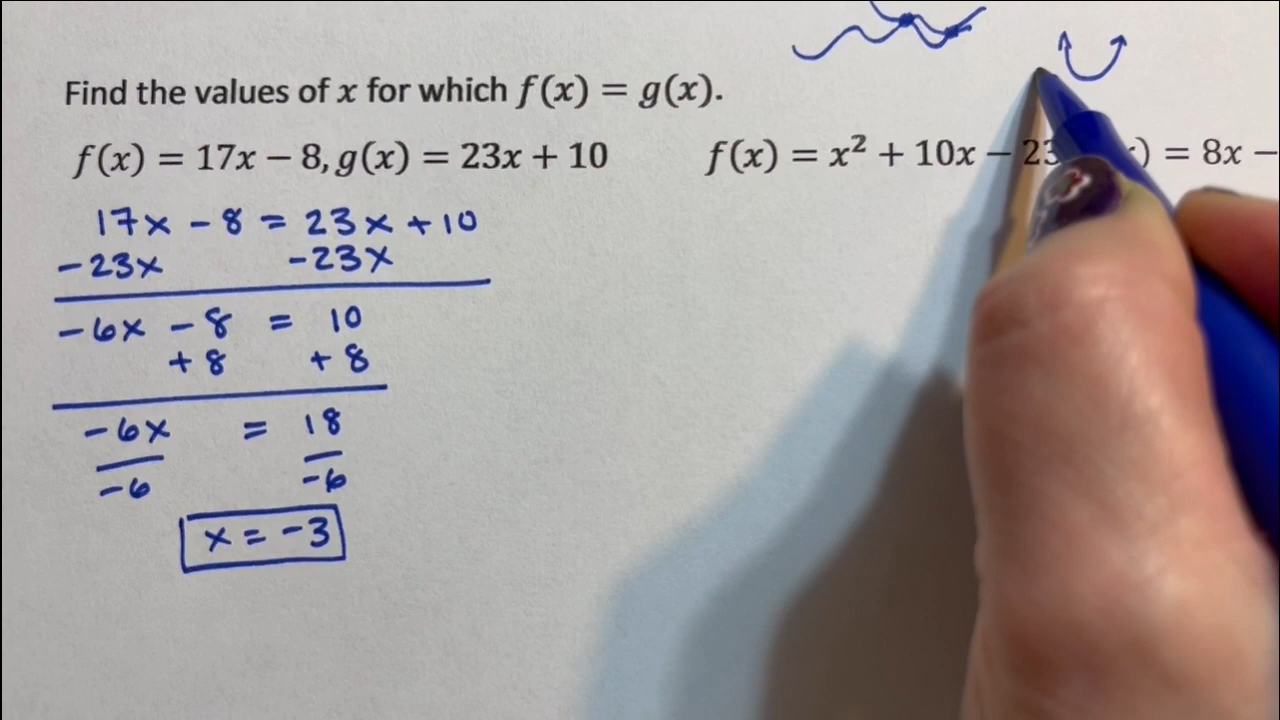 Find the values of x for which f(x) = g(x).
f(x) = 17x − 8, g(x) = 23x + 10
f(x) = x² + 10x − 23 ) = 8x −
17x - 8 = 23x + 10
-23x -23x
-6x - 8 = 10
+8 +8
-6x = 18
-6 -6
x = -3